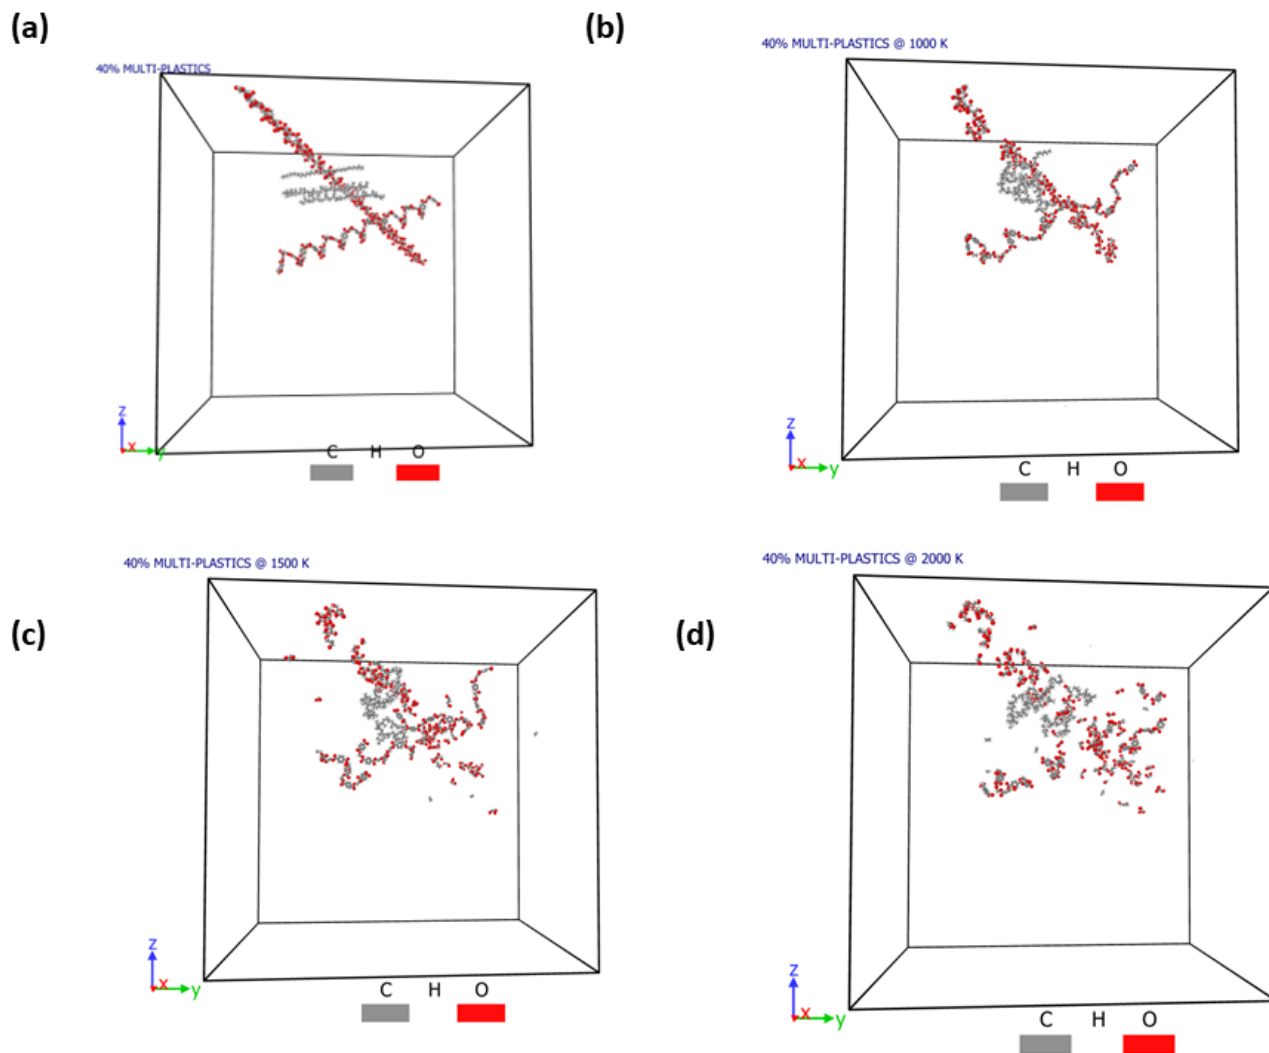 (a)
40% MULTI-PLASTICS
Z
X
y
C H O
(b)
40% MULTI-PLASTICS @ 1000 K
Z
X
y
C H O
(c)
40% MULTI-PLASTICS @ 1500 K
Z
X
y
C H O
(d)
40% MULTI-PLASTICS @ 2000 K
Z
X
y
C H O